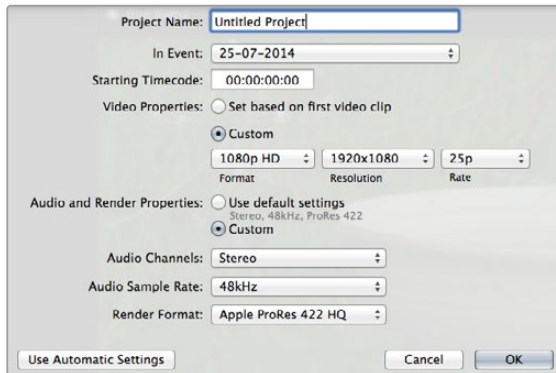 Project Name: Untitled Project
In Event: 25-07-2014
Starting Timecode: 00:00:00:00
Video Properties: Set based on first video clip
Custom
1080p HD 1920x1080 25p
Format Resolution Rate
Audio and Render Properties: Use default settings
Stereo, 48kHz, ProRes 422
Custom
Audio Channels: Stereo
Audio Sample Rate: 48kHz
Render Format: Apple ProRes 422 HQ
Use Automatic Settings Cancel OK